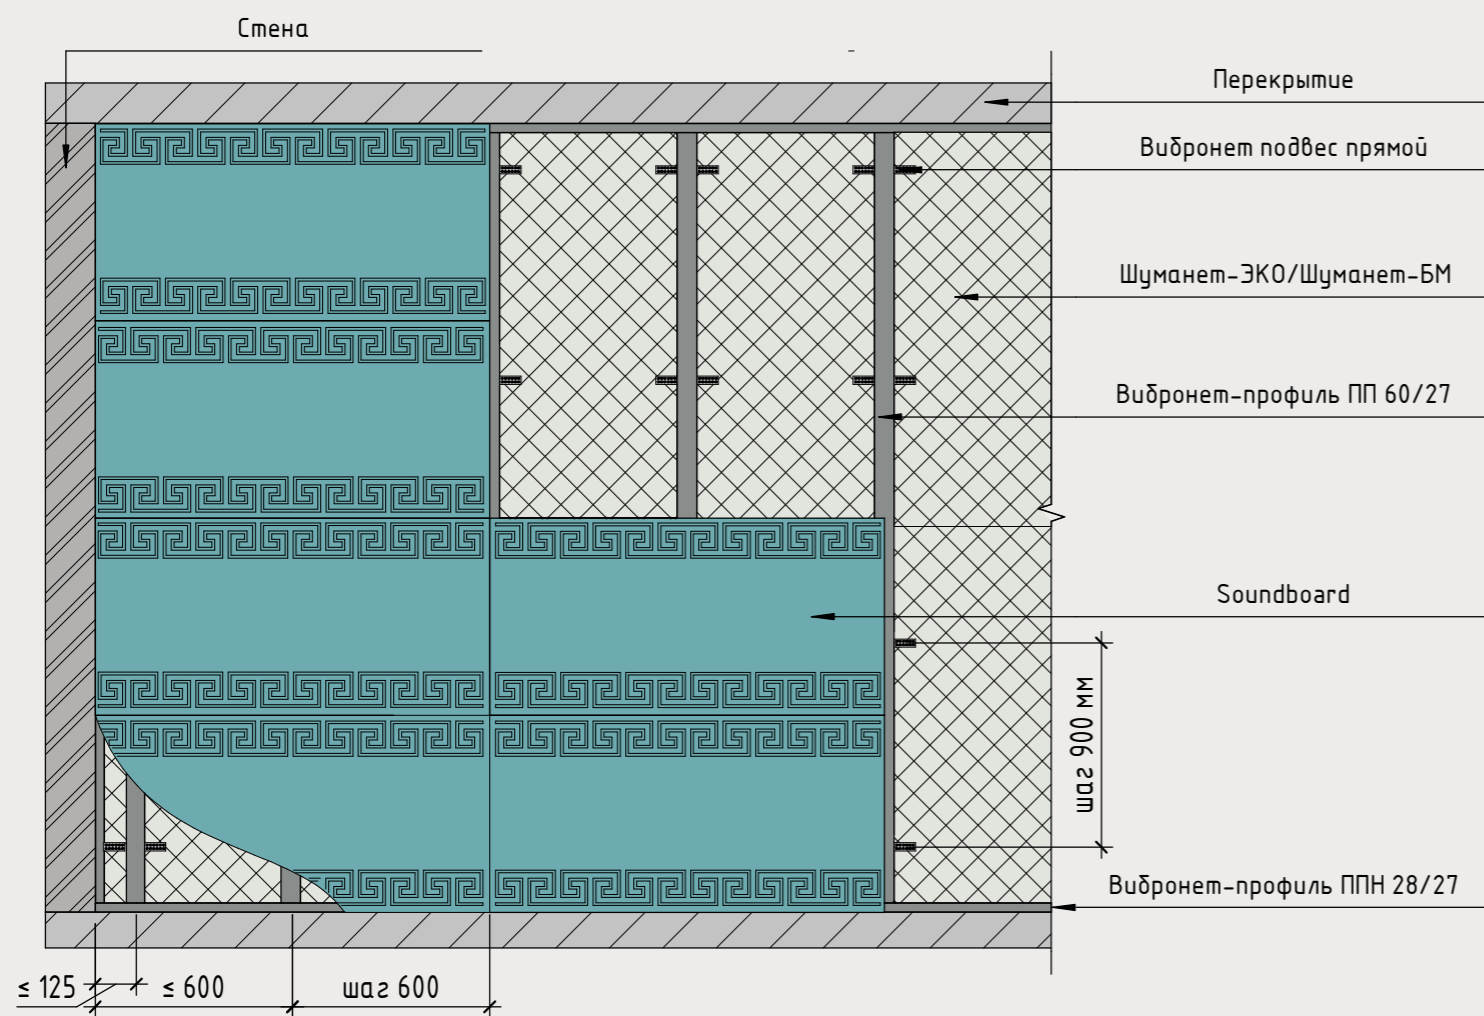 Стена
Перекрытие
Вибронет подвес прямой
Шуманет-ЭКО/Шуманет-БМ
Вибронет-профиль ПП 60/27
Soundboard
шаг 900 мм
Вибронет-профиль ППН 28/27
≤ 125
≤ 600
шаг 600